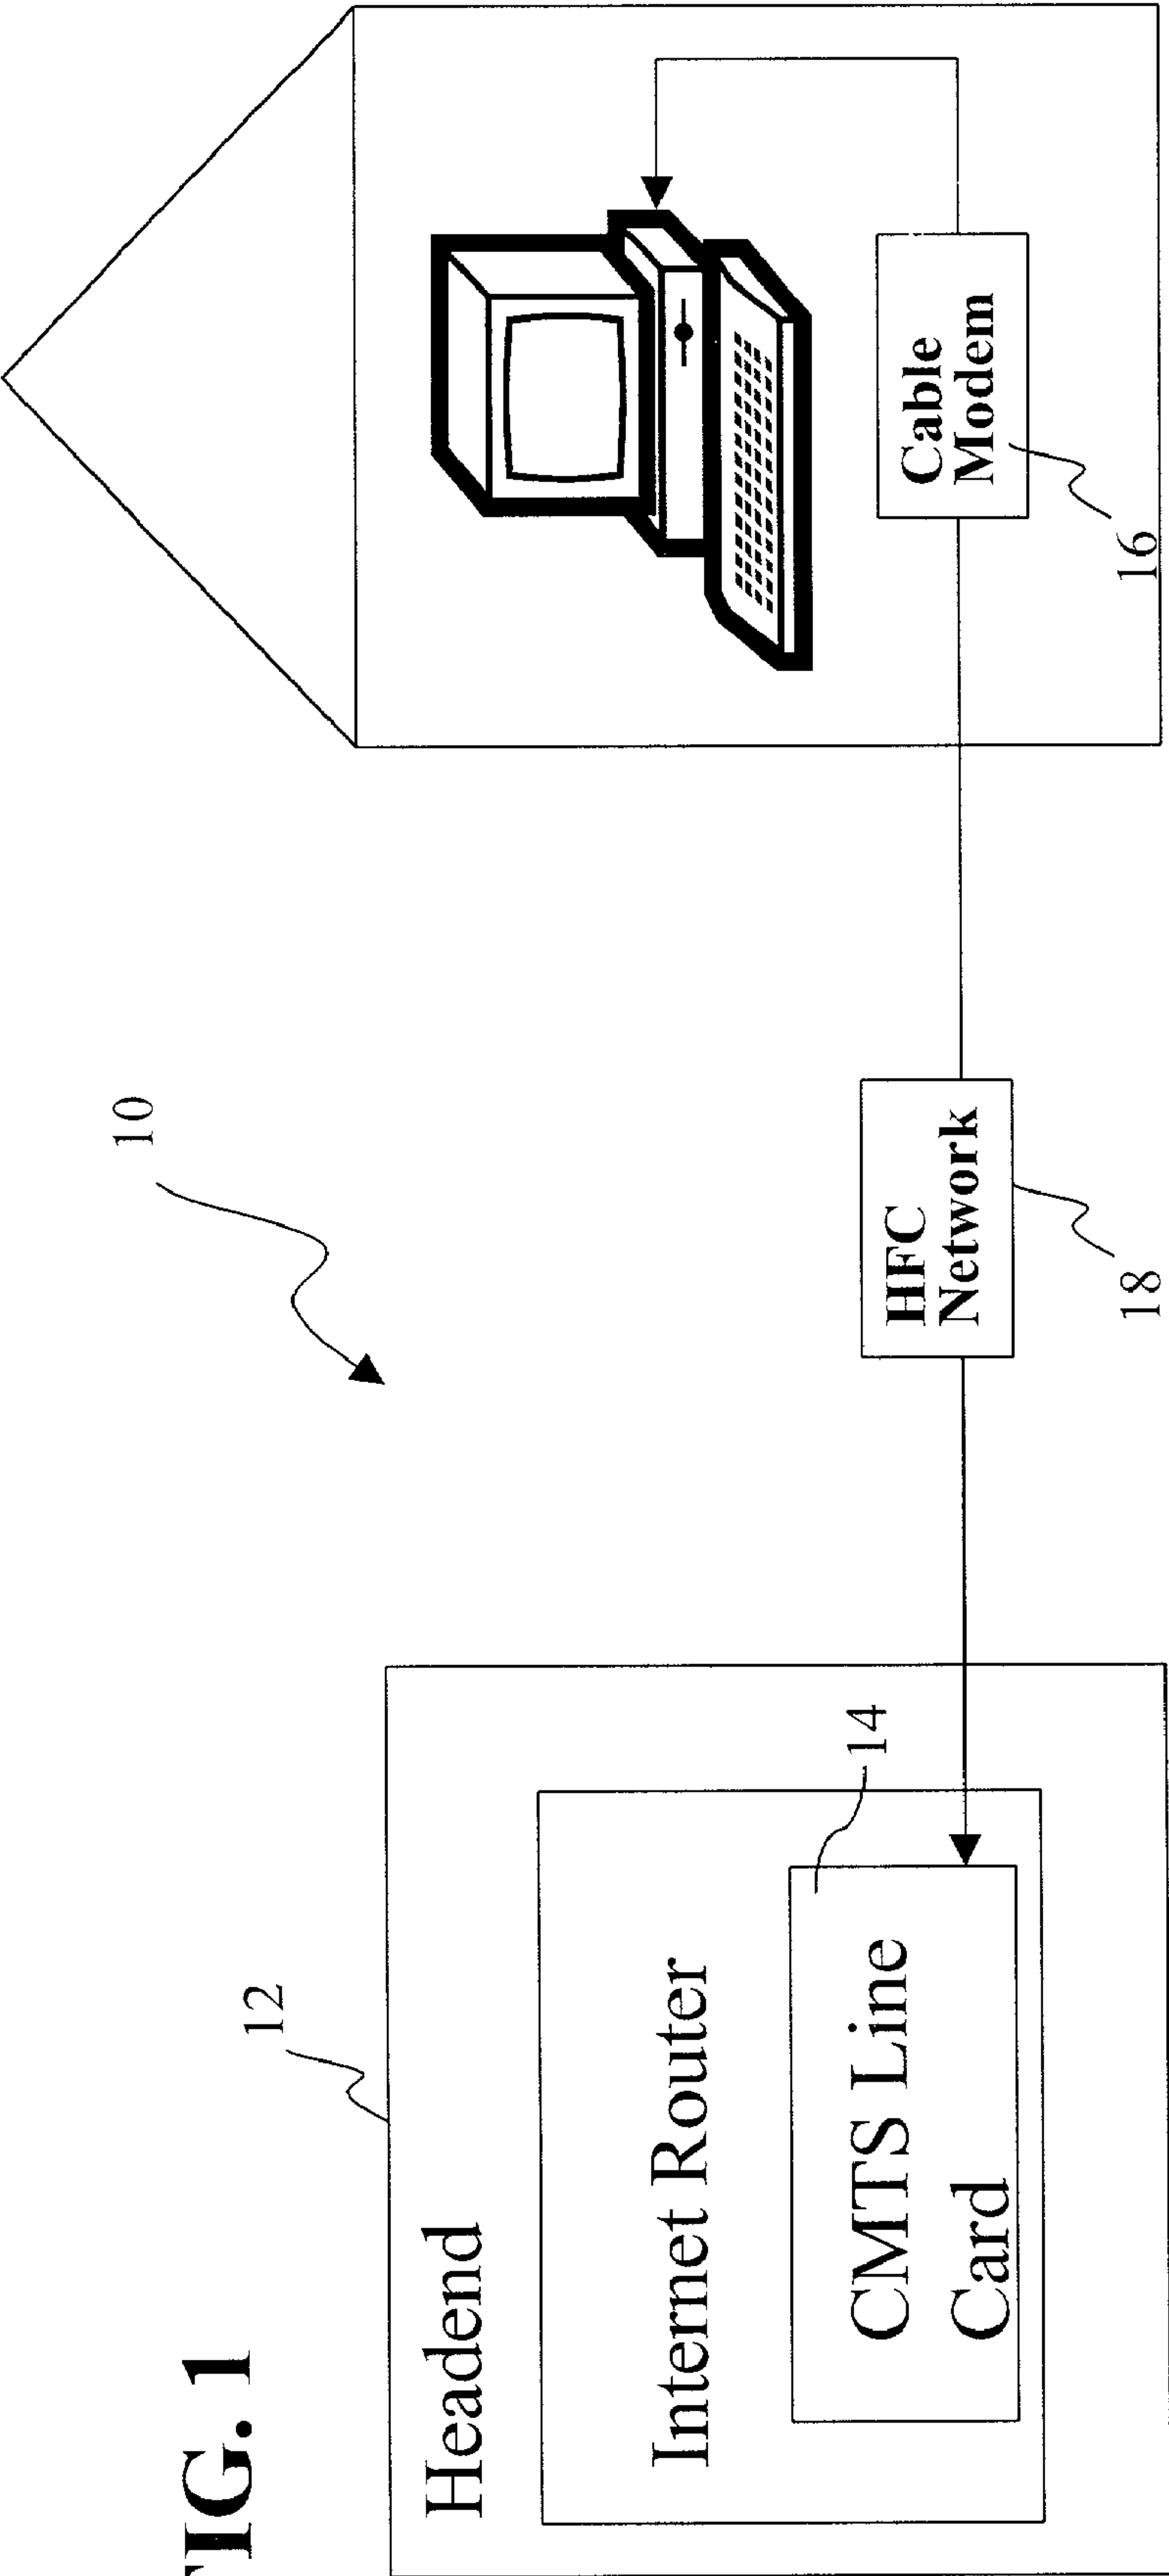 FIG. 1
12
10
Headend
Internet Router
14
CMTS Line
Card
HFC
Network
18
Cable
Modem
16